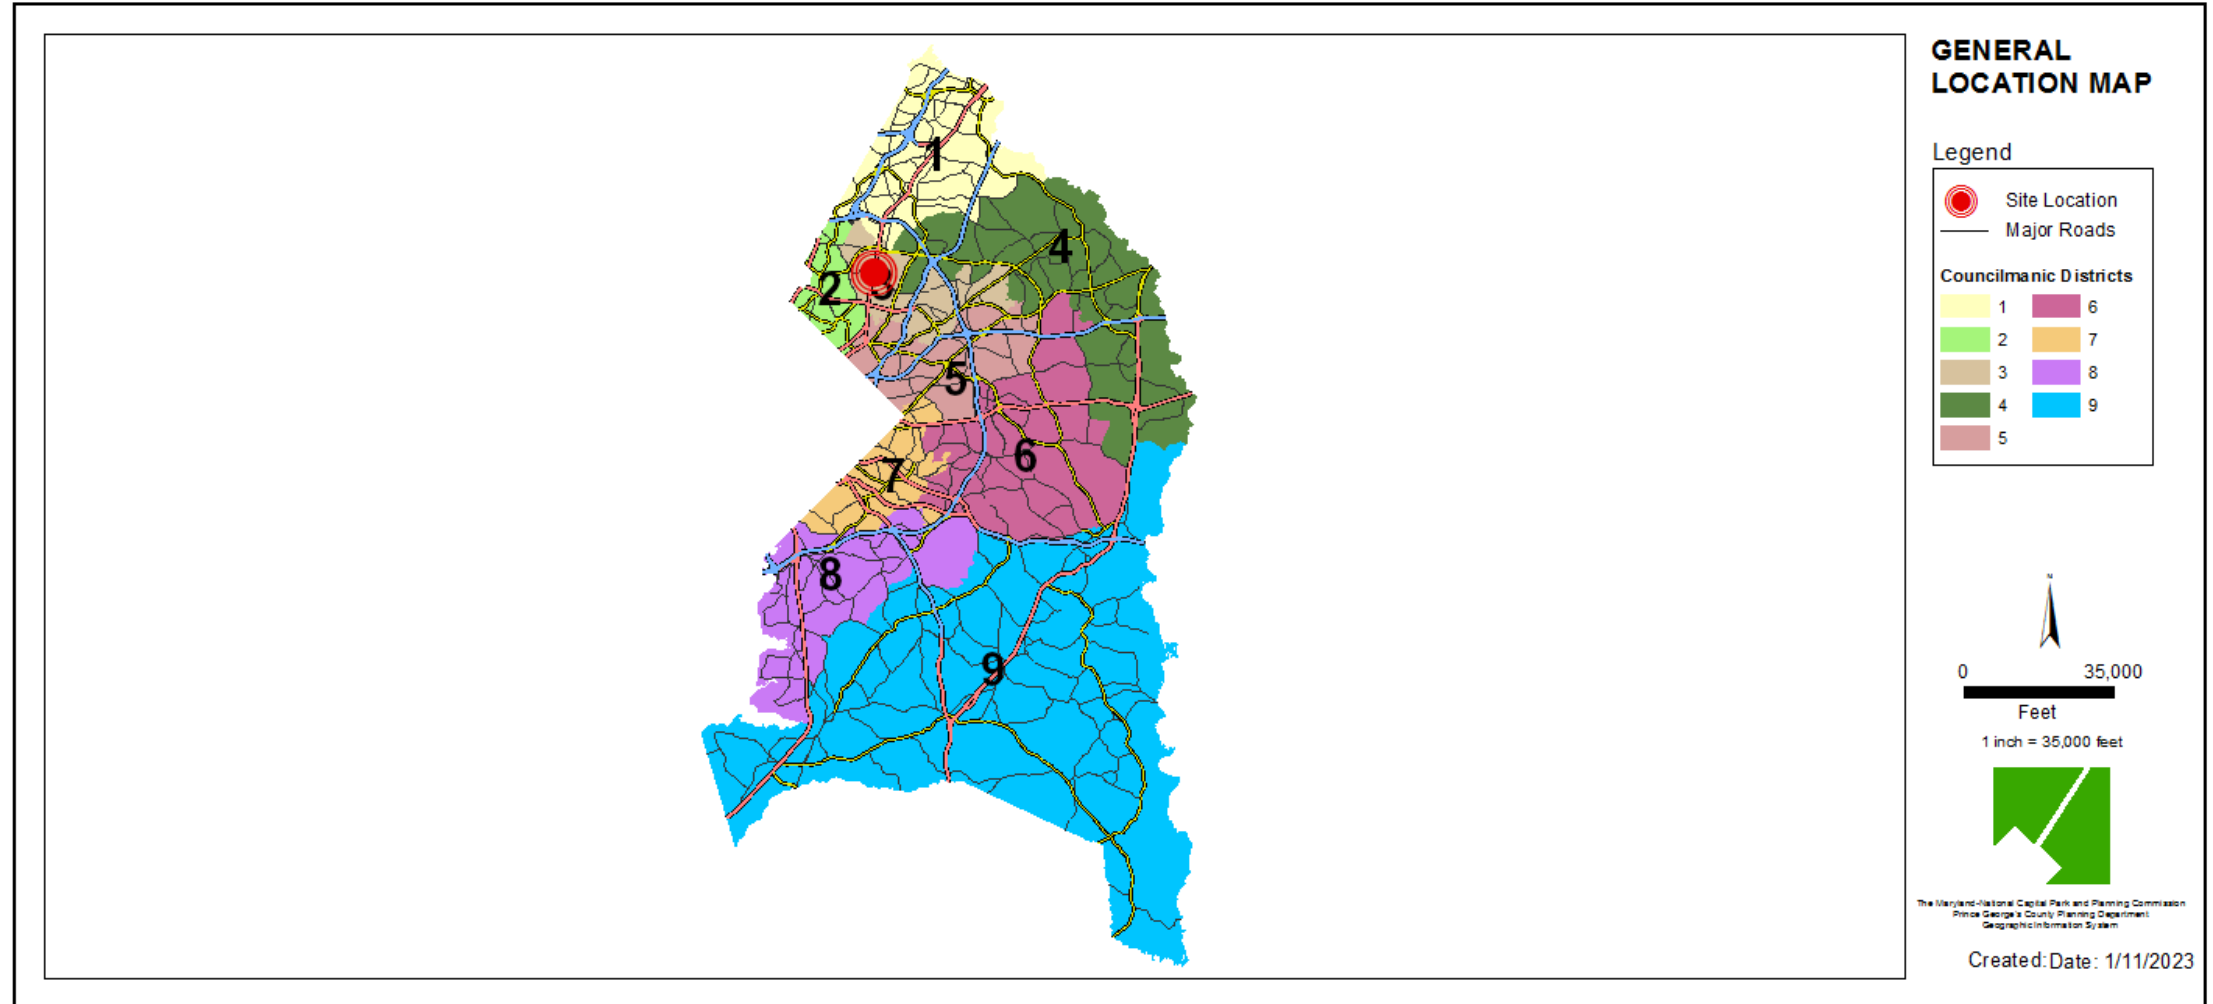 GENERAL
LOCATION MAP
Legend
Site Location
Major Roads
Councilmanic Districts
1 6
2 7
3 8
4 9
5
1
4
2 3
5
6
7
8
9
N
0 35,000
Feet
1 inch = 35,000 feet
The Maryland-National Capital Park and Planning Commission
Prince George's County Planning Department
Geographic Information System
Created: Date: 1/11/2023